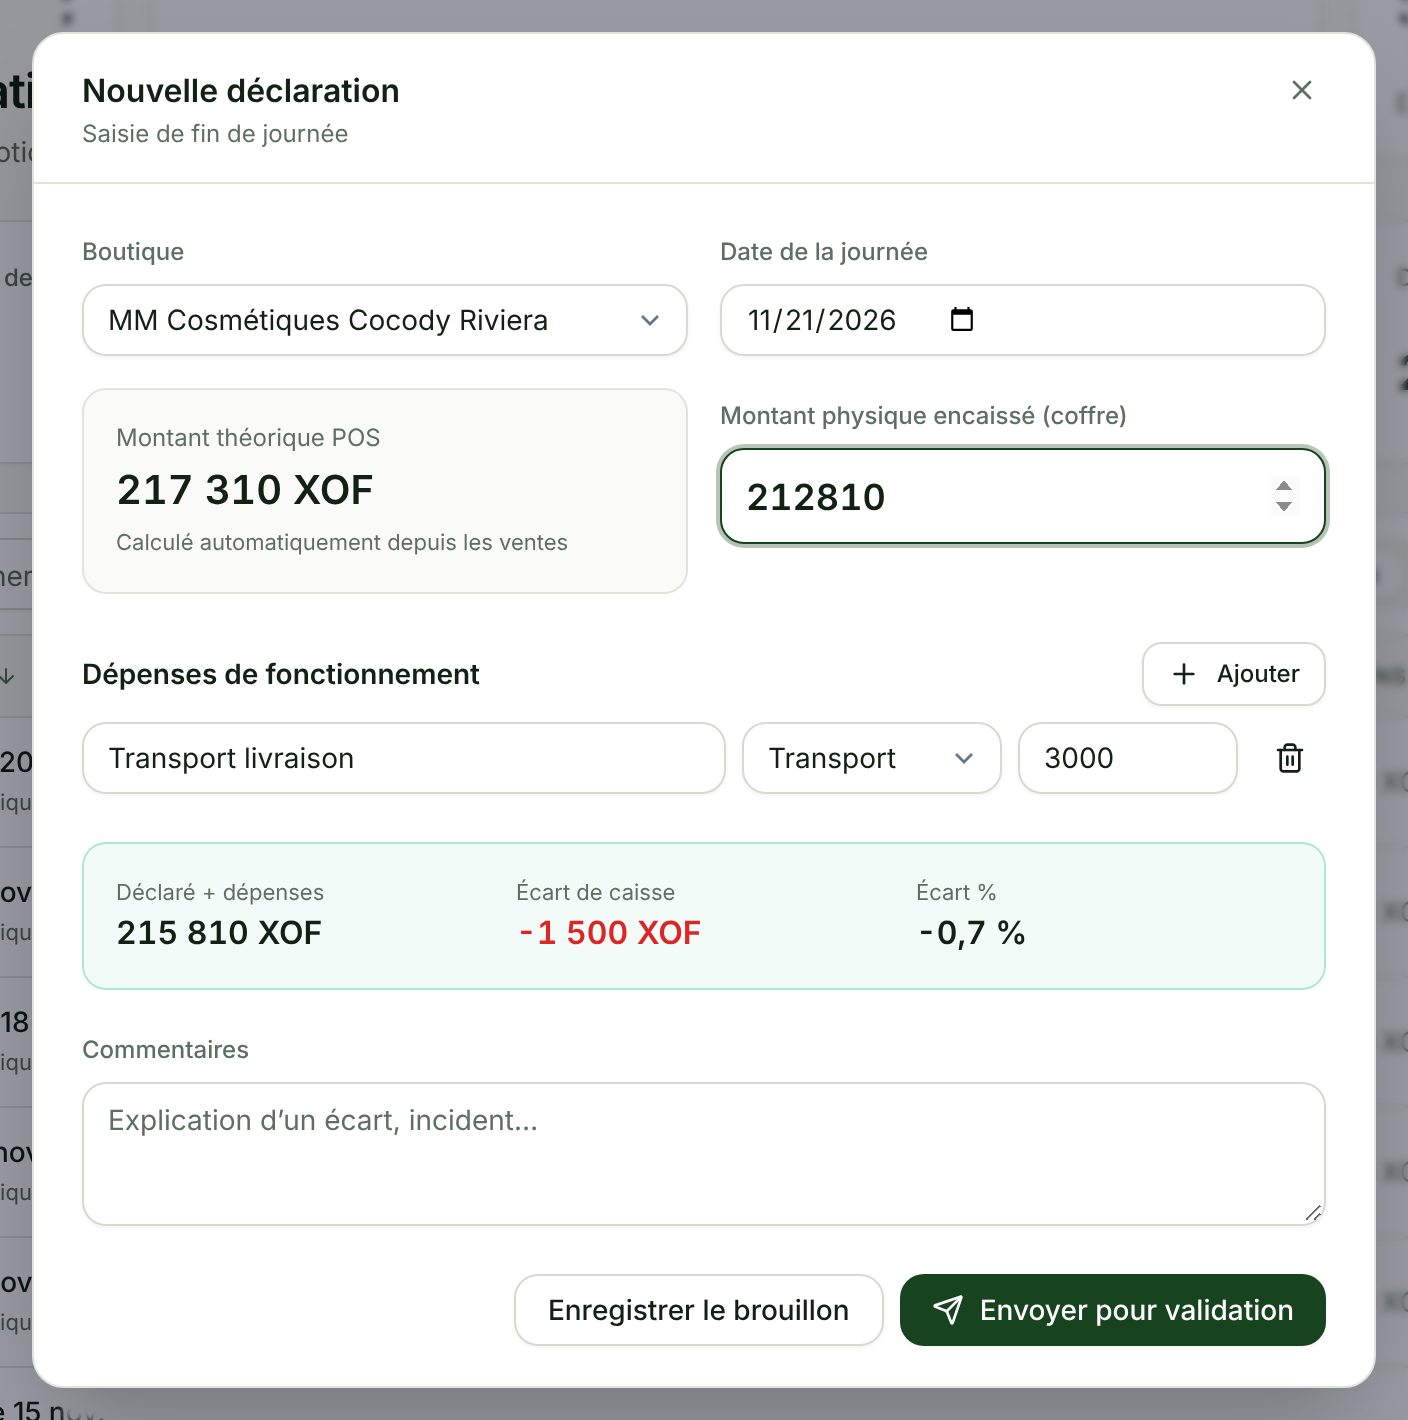 Nouvelle déclaration
Saisie de fin de journée
Boutique
Date de la journée
MM Cosmétiques Cocody Riviera
11/21/2026
Montant théorique POS
217 310 XOF
Calculé automatiquement depuis les ventes
Montant physique encaissé (coffre)
212810
Dépenses de fonctionnement
Ajouter
Transport livraison
Transport
3000
Déclaré + dépenses
Écart de caisse
Écart %
215 810 XOF
-1 500 XOF
-0,7 %
Commentaires
Explication d’un écart, incident…
Enregistrer le brouillon
Envoyer pour validation
15 nov.